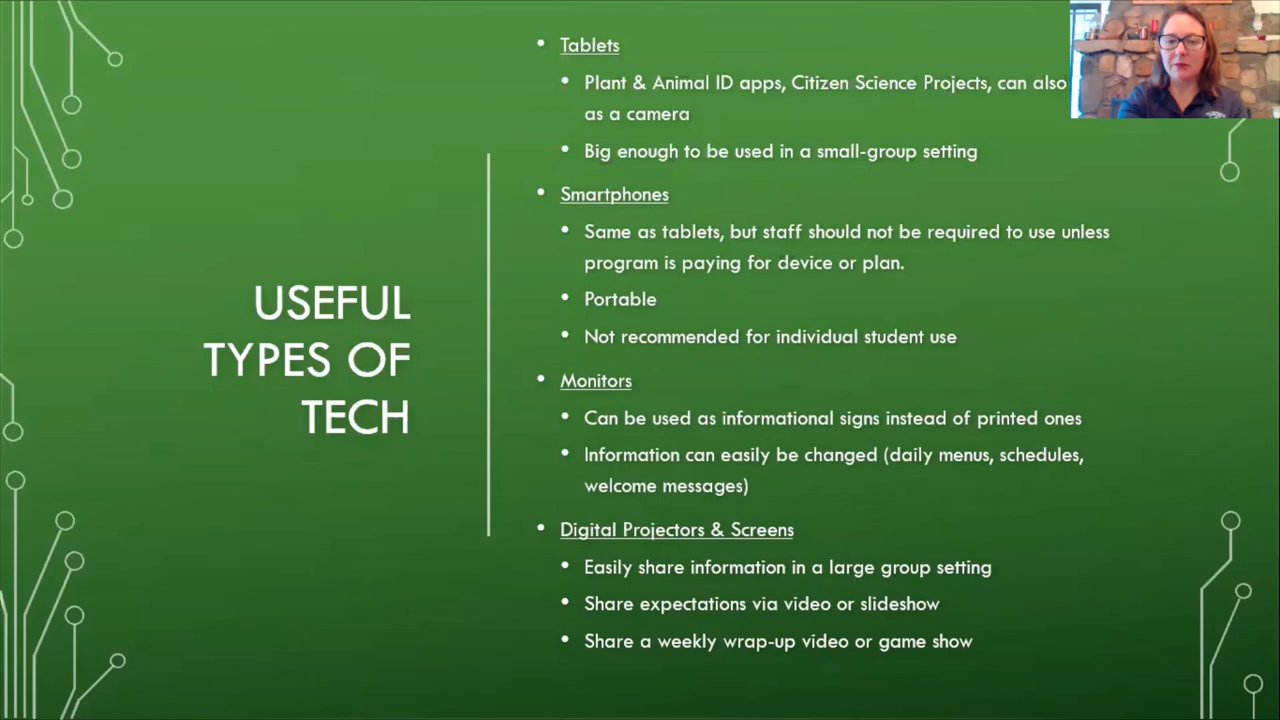 USEFUL
TYPES OF
TECH
• Tablets
• Plant & Animal ID apps, Citizen Science Projects, can also
as a camera
• Big enough to be used in a small-group setting
• Smartphones
• Same as tablets, but staff should not be required to use unless
program is paying for device or plan.
• Portable
• Not recommended for individual student use
• Monitors
• Can be used as informational signs instead of printed ones
• Information can easily be changed (daily menus, schedules,
welcome messages)
• Digital Projectors & Screens
• Easily share information in a large group setting
• Share expectations via video or slideshow
• Share a weekly wrap-up video or game show